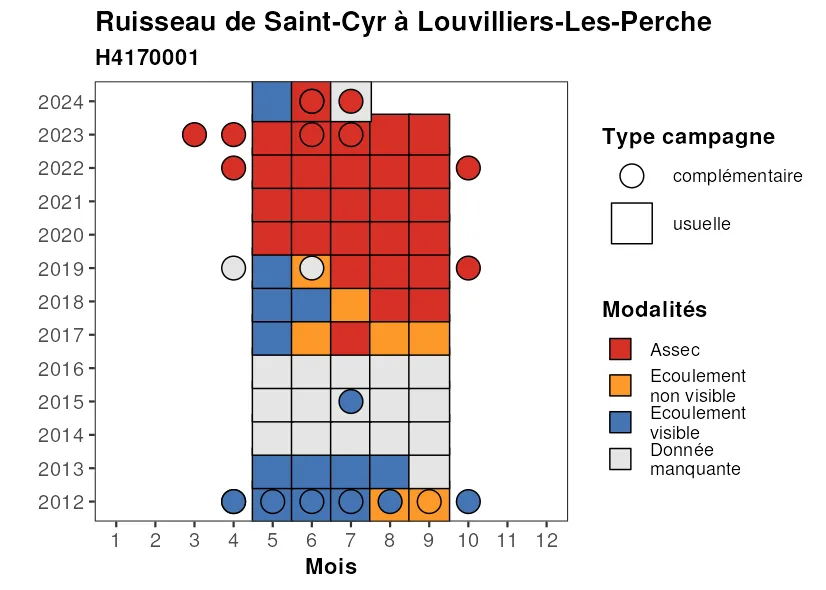 Ruisseau de Saint-Cyr à Louvilliers-Les-Perche
H4170001
2024
2023
2022
2021
2020
2019
2018
2017
2016
2015
2014
2013
2012
1 2 3 4 5 6 7 8 9 10 11 12
Mois
Type campagne
complémentaire
usuelle
Modalités
Assec
Ecoulement
non visible
Ecoulement
visible
Donnée
manquante